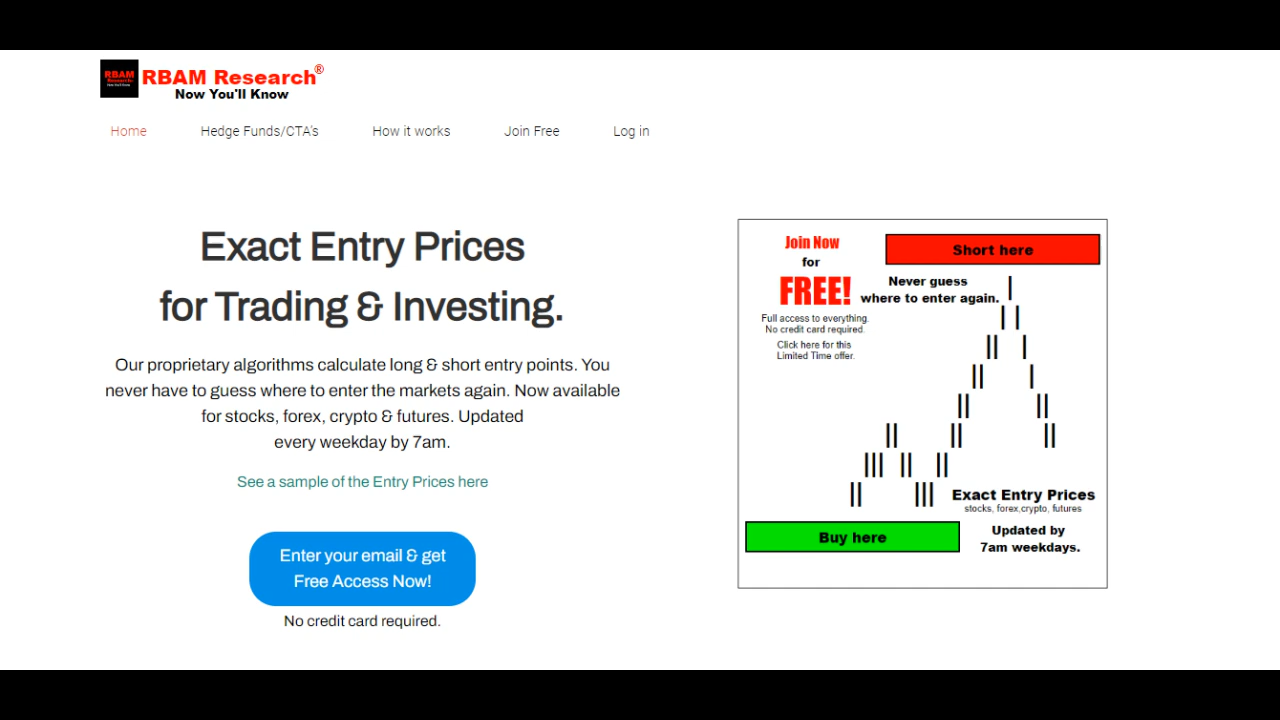 RBAM
Research
RBAM Research®
Now You'll Know
Home
Hedge Funds/CTA's
How it works
Join Free
Log in
Exact Entry Prices
for Trading & Investing.
Our proprietary algorithms calculate long & short entry points. You
never have to guess where to enter the markets again. Now available
for stocks, forex, crypto & futures. Updated
every weekday by 7am.
See a sample of the Entry Prices here
Enter your email & get
Free Access Now!
No credit card required.
Join Now
for
FREE!
Full access to everything.
No credit card required.
Click here for this
Limited Time offer.
Short here
Never guess
where to enter again.
Exact Entry Prices
stocks, forex,crypto, futures
Buy here
Updated by
7am weekdays.